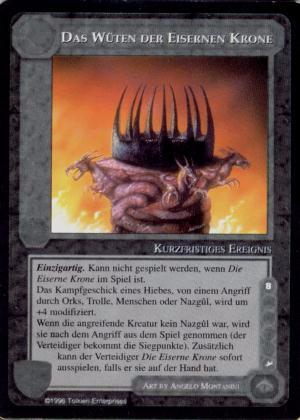 Das Wüten der Eisernen Krone
Kurzfristiges Ereignis
Einzigartig. Kann nicht gespielt werden, wenn Die
Eiserne Krone im Spiel ist.
Das Kampfgeschick eines Hiebes, von einem Angriff
durch Orks, Trolle, Menschen oder Nazgûl, wird um
+4 modifiziert.
Wenn die angreifende Kreatur kein Nazgûl war, wird
sie nach dem Angriff aus dem Spiel genommen (der
Verteidiger bekommt die Siegpunkte). Zusätzlich
kann der Verteidiger Die Eiserne Krone sofort
ausspielen, falls er sie auf der Hand hat.
8
©1996 Tolkien Enterprises
Art by Angelo Montanini